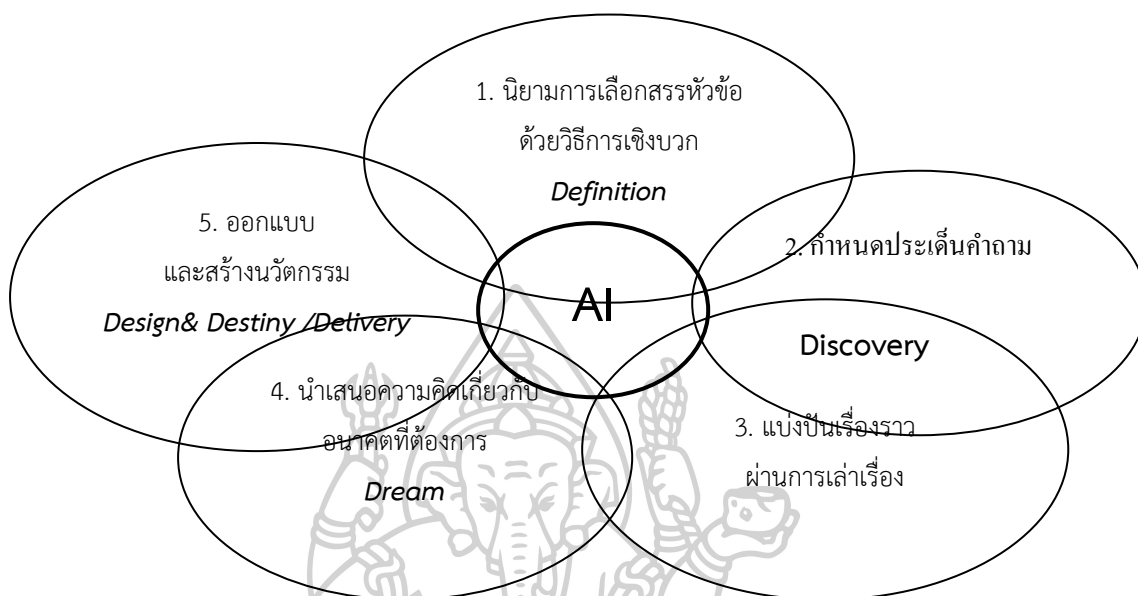 1. นิยามการเลือกสรรหัวข้อ
ด้วยวิธีการเชิงบวก
Definition
2. กำหนดประเด็นคำถาม
Discovery
3. แบ่งปันเรื่องราว
ผ่านการเล่าเรื่อง
4. นำเสนอความคิดเกี่ยวกับ
อนาคตที่ต้องการ
Dream
5. ออกแบบ
และสร้างนวัตกรรม
Design& Destiny /Delivery
AI